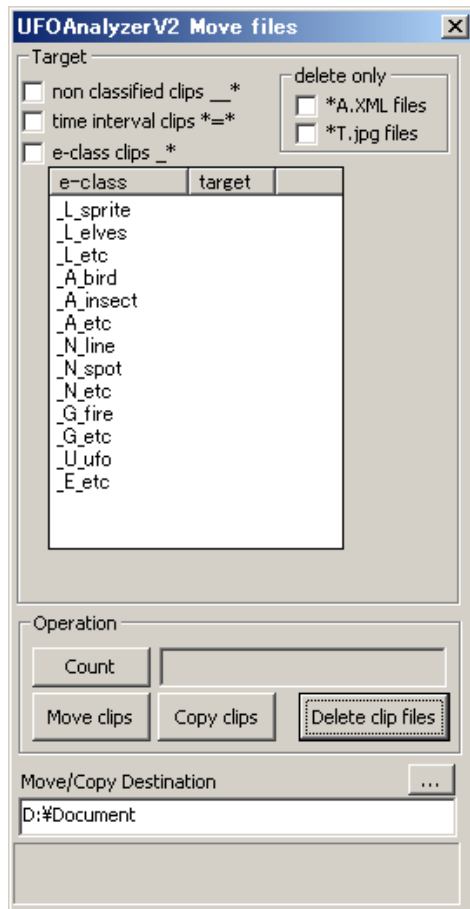 UFOAnalyzerV2 Move files
Target
non classified clips __*
time interval clips *=*
e-class clips _*
delete only
*A.XML files
*T.jpg files
e-class target
_L_sprite
_L_elves
_L_etc
_A_bird
_A_insect
_A_etc
_N_line
_N_spot
_N_etc
_G_fire
_G_etc
_U_ufo
_E_etc
Operation
Count
Move clips Copy clips Delete clip files
Move/Copy Destination ...
D:¥Document